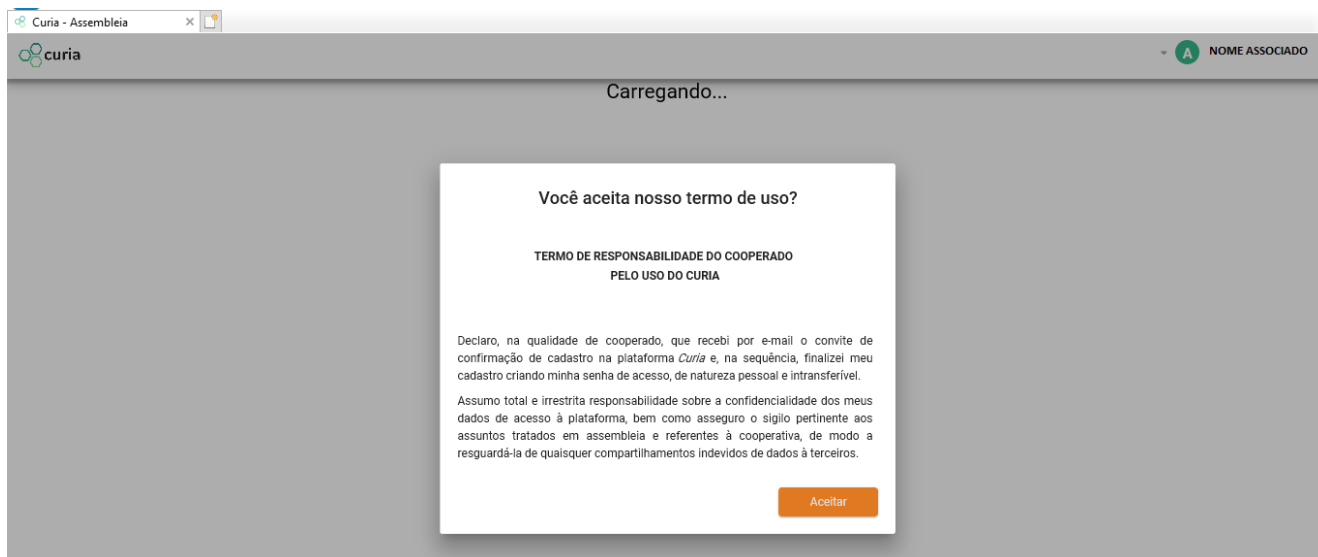 Curia - Assembleia
curia
A NOME ASSOCIADO
Carregando...
Você aceita nosso termo de uso?
TERMO DE RESPONSABILIDADE DO COOPERADO
PELO USO DO CURIA
Declaro, na qualidade de cooperado, que recebi por e-mail o convite de
confirmação de cadastro na plataforma Curia e, na sequência, finalizei meu
cadastro criando minha senha de acesso, de natureza pessoal e intransferível.
Assumo total e irrestrita responsabilidade sobre a confidencialidade dos meus
dados de acesso à plataforma, bem como asseguro o sigilo pertinente aos
assuntos tratados em assembleia e referentes à cooperativa, de modo a
resguardá-la de quaisquer compartilhamentos indevidos de dados à terceiros.
Aceitar